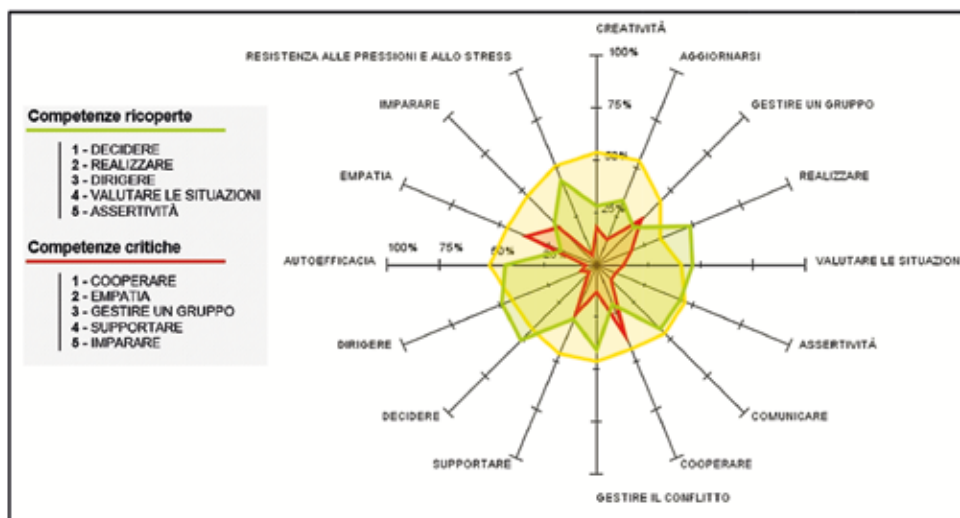 Competenze ricoperte
1 - DECIDERE
2 - REALIZZARE
3 - DIRIGERE
4 - VALUTARE LE SITUAZIONI
5 - ASSERTIVITÀ
Competenze critiche
1 - COOPERARE
2 - EMPATIA
3 - GESTIRE UN GRUPPO
4 - SUPPORTARE
5 - IMPARARE
CREATIVITÀ
RESISTENZA ALLE PRESSIONI E ALLO STRESS
100%
AGGIORNARSI
75%
IMPARARE
GESTIRE UN GRUPPO
EMPATIA
REALIZZARE
25%
100% 75%
AUTOEFFICACIA
VALUTARE LE SITUAZION
DIRIGERE
ASSERTIVITÀ
DECIDERE
COMUNICARE
SUPPORTARE
COOPERARE
GESTIRE IL CONFLITTO